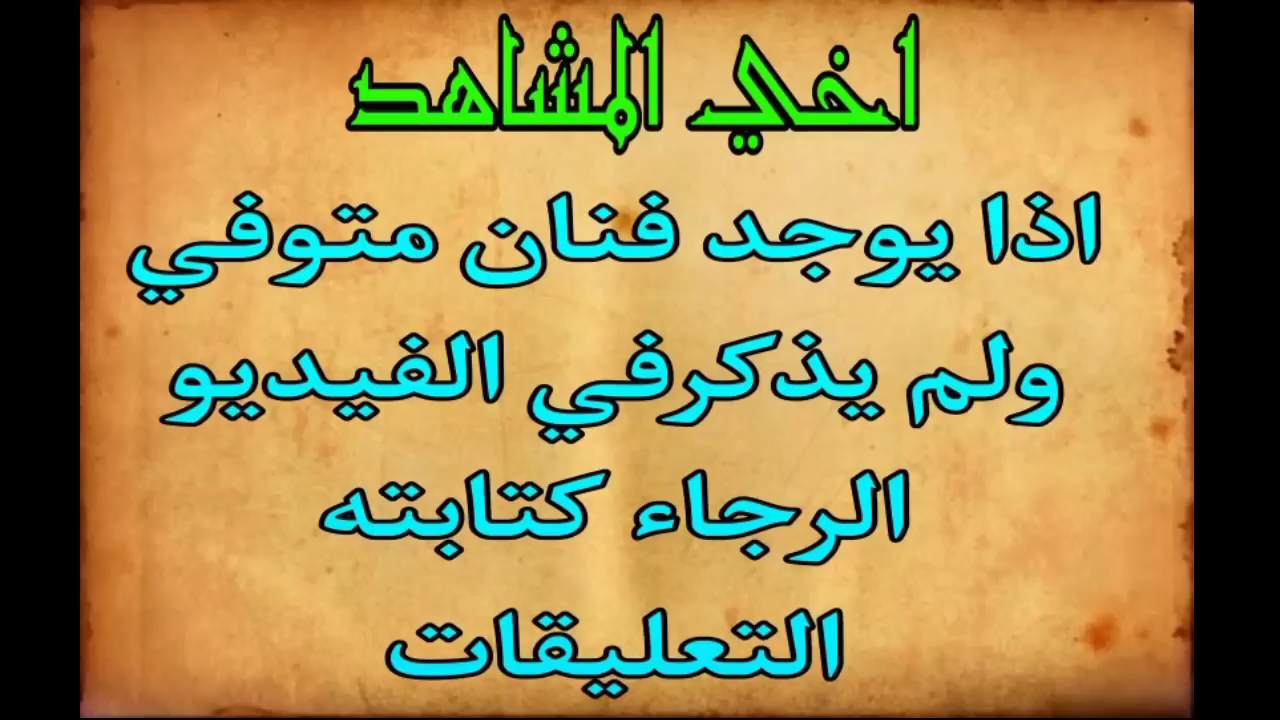 اخي المشاهد
اذا يوجد فنان متوفي
ولم يذكرفي الفيديو
الرجاء كتابته
التعليقات